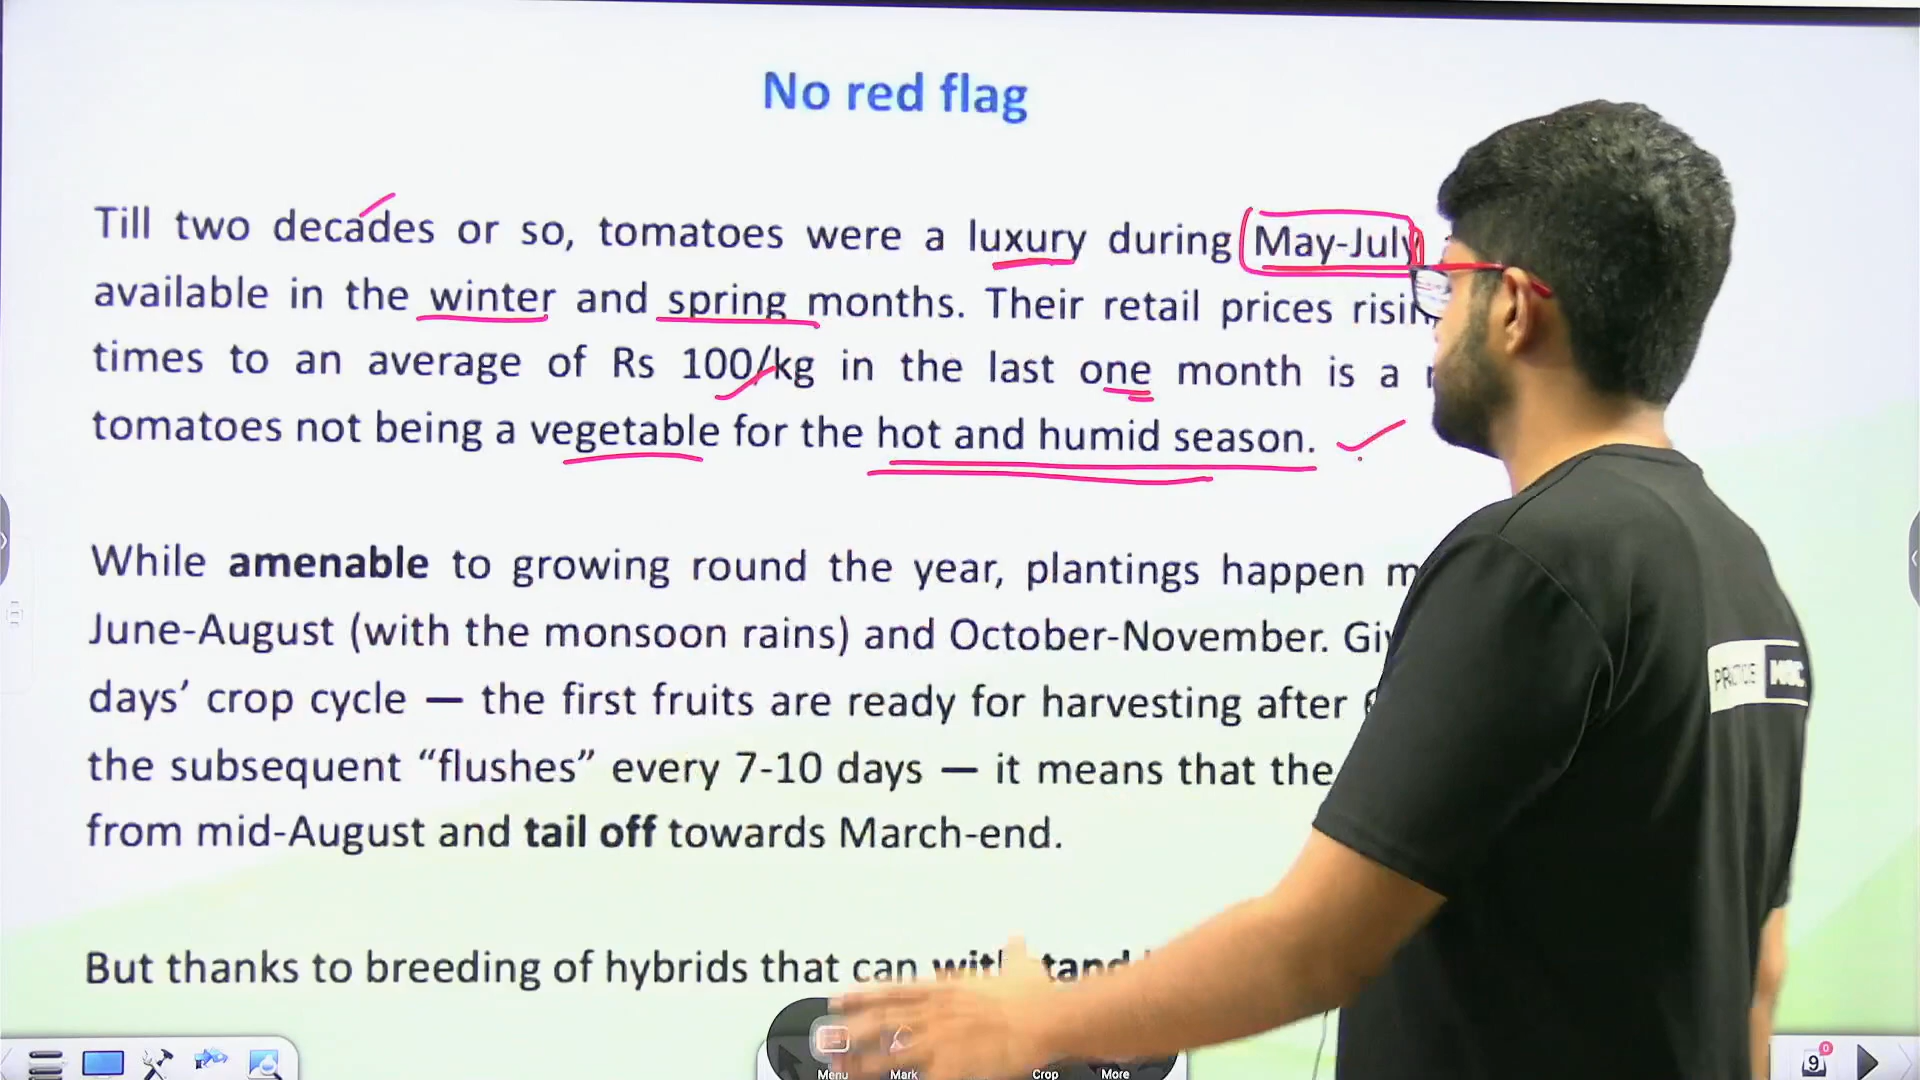 No red flag
Till two decades or so, tomatoes were a luxury during May-July
available in the winter and spring months. Their retail prices
times to an average of Rs 100/kg in the last one month is a
tomatoes not being a vegetable for the hot and humid season.
While amenable to growing round the year, plantings happen
June-August (with the monsoon rains) and October-November.
days’ crop cycle — the first fruits are ready for harvesting after
the subsequent “flushes” every 7-10 days — it means that the
from mid-August and tail off towards March-end.
But thanks to breeding of hybrids that can
Menu Mark Crop More
9
0